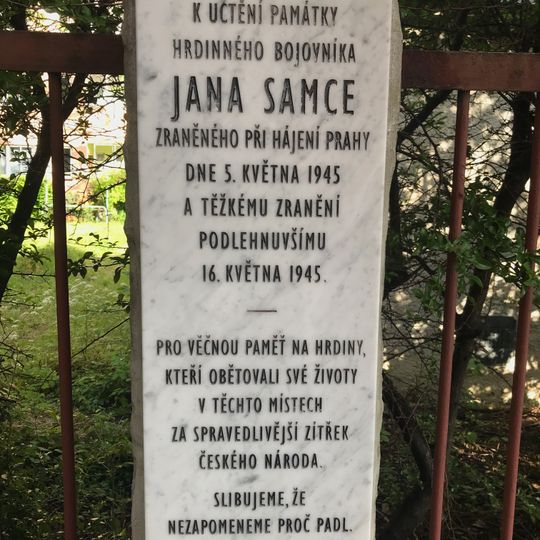 K UCTĚNÍ PAMÁTKY
HRDINNÉHO BOJOVNÍKA
JANA SAMCE
ZRANĚNÉHO PŘI HÁJENÍ PRAHY
DNE 5. KVĚTNA 1945
A TĚŽKÉMU ZRANĚNÍ
PODLEHNUVŠÍMU
16. KVĚTNA 1945.
—
PRO VĚČNOU PAMĚŤ NA HRDINY,
KTEŘÍ OBĚTOVALI SVÉ ŽIVOTY
V TĚCHTO MÍSTECH
ZA SPRAVEDLIVĚJŠÍ ZÍTŘEK
ČESKÉHO NÁRODA.
SLIBUJEME, ŽE
NEZAPOMENEME PROČ PADL.